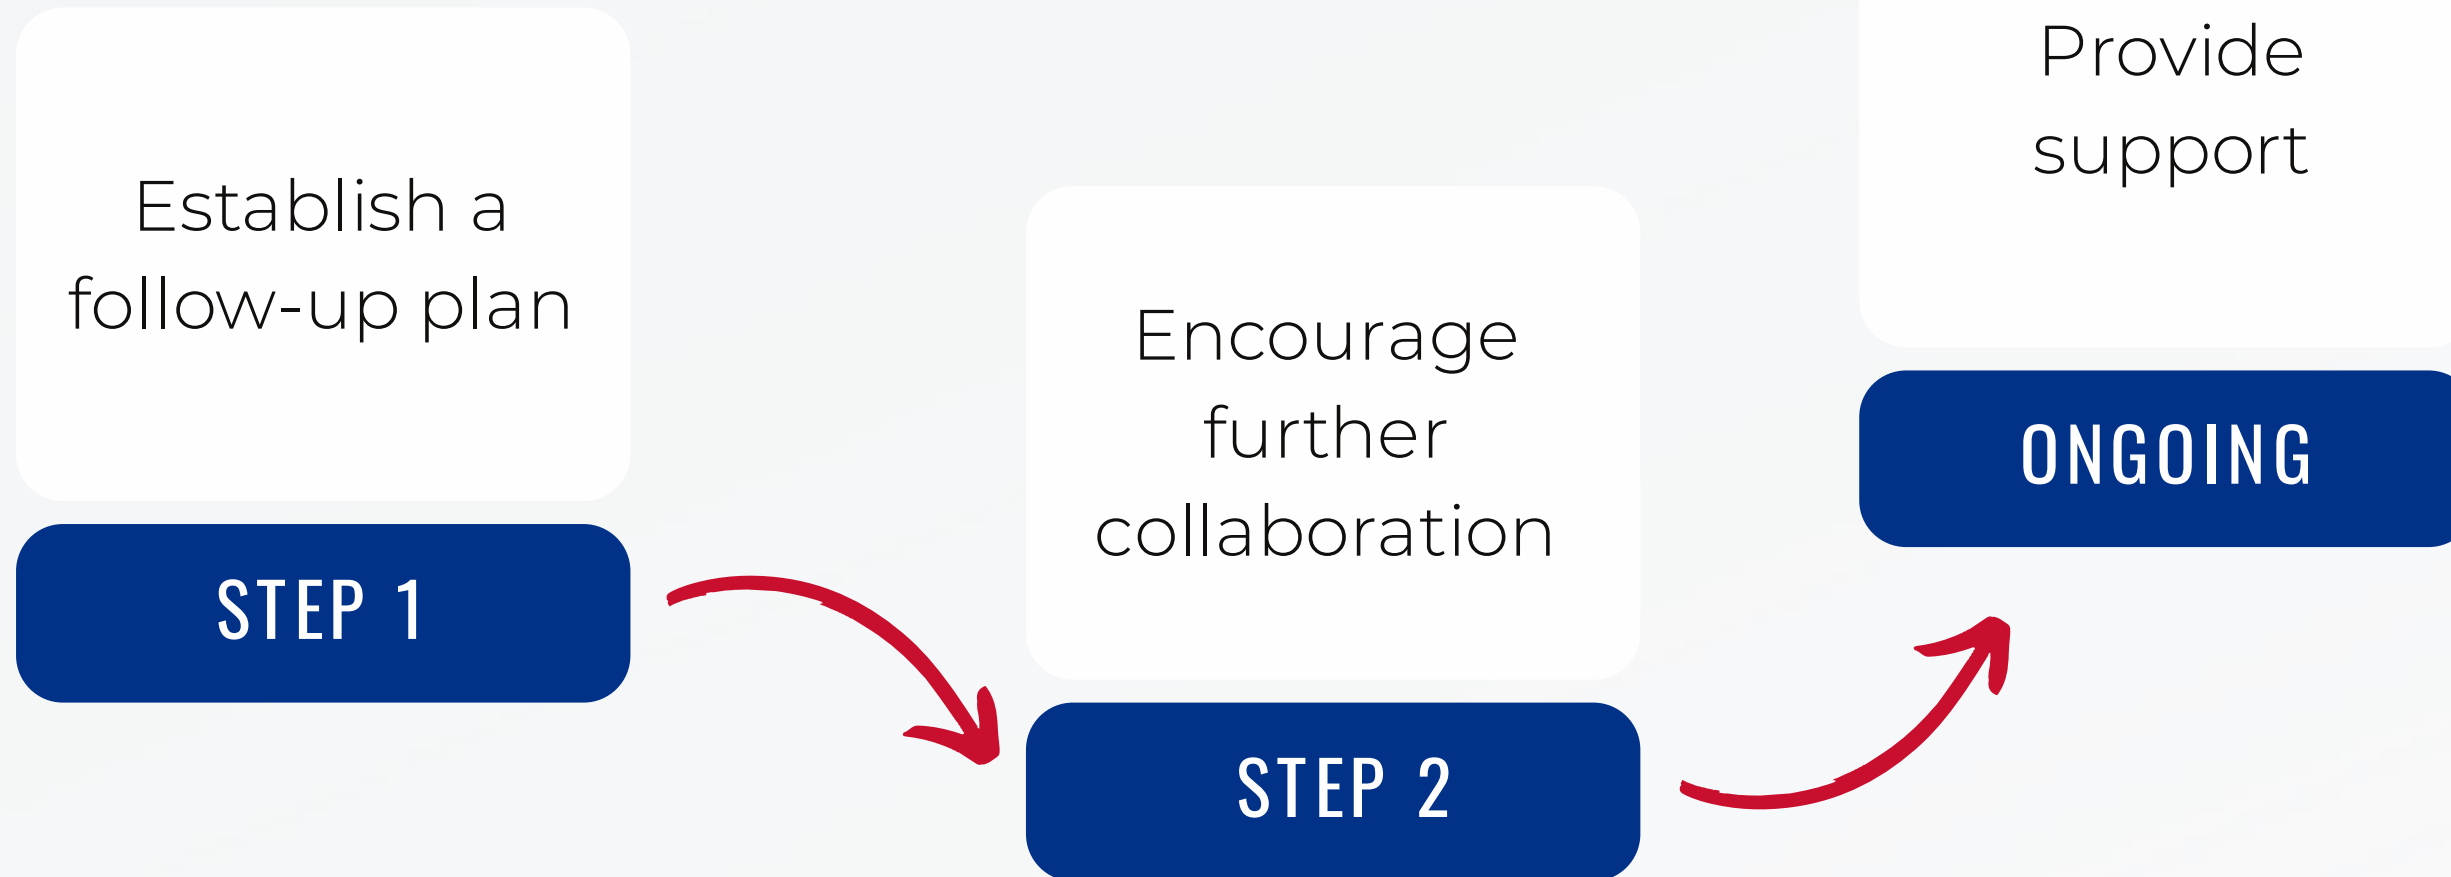 Establish a
follow-up plan
STEP 1
Encourage
further
collaboration
STEP 2
Provide
support
ONGOING